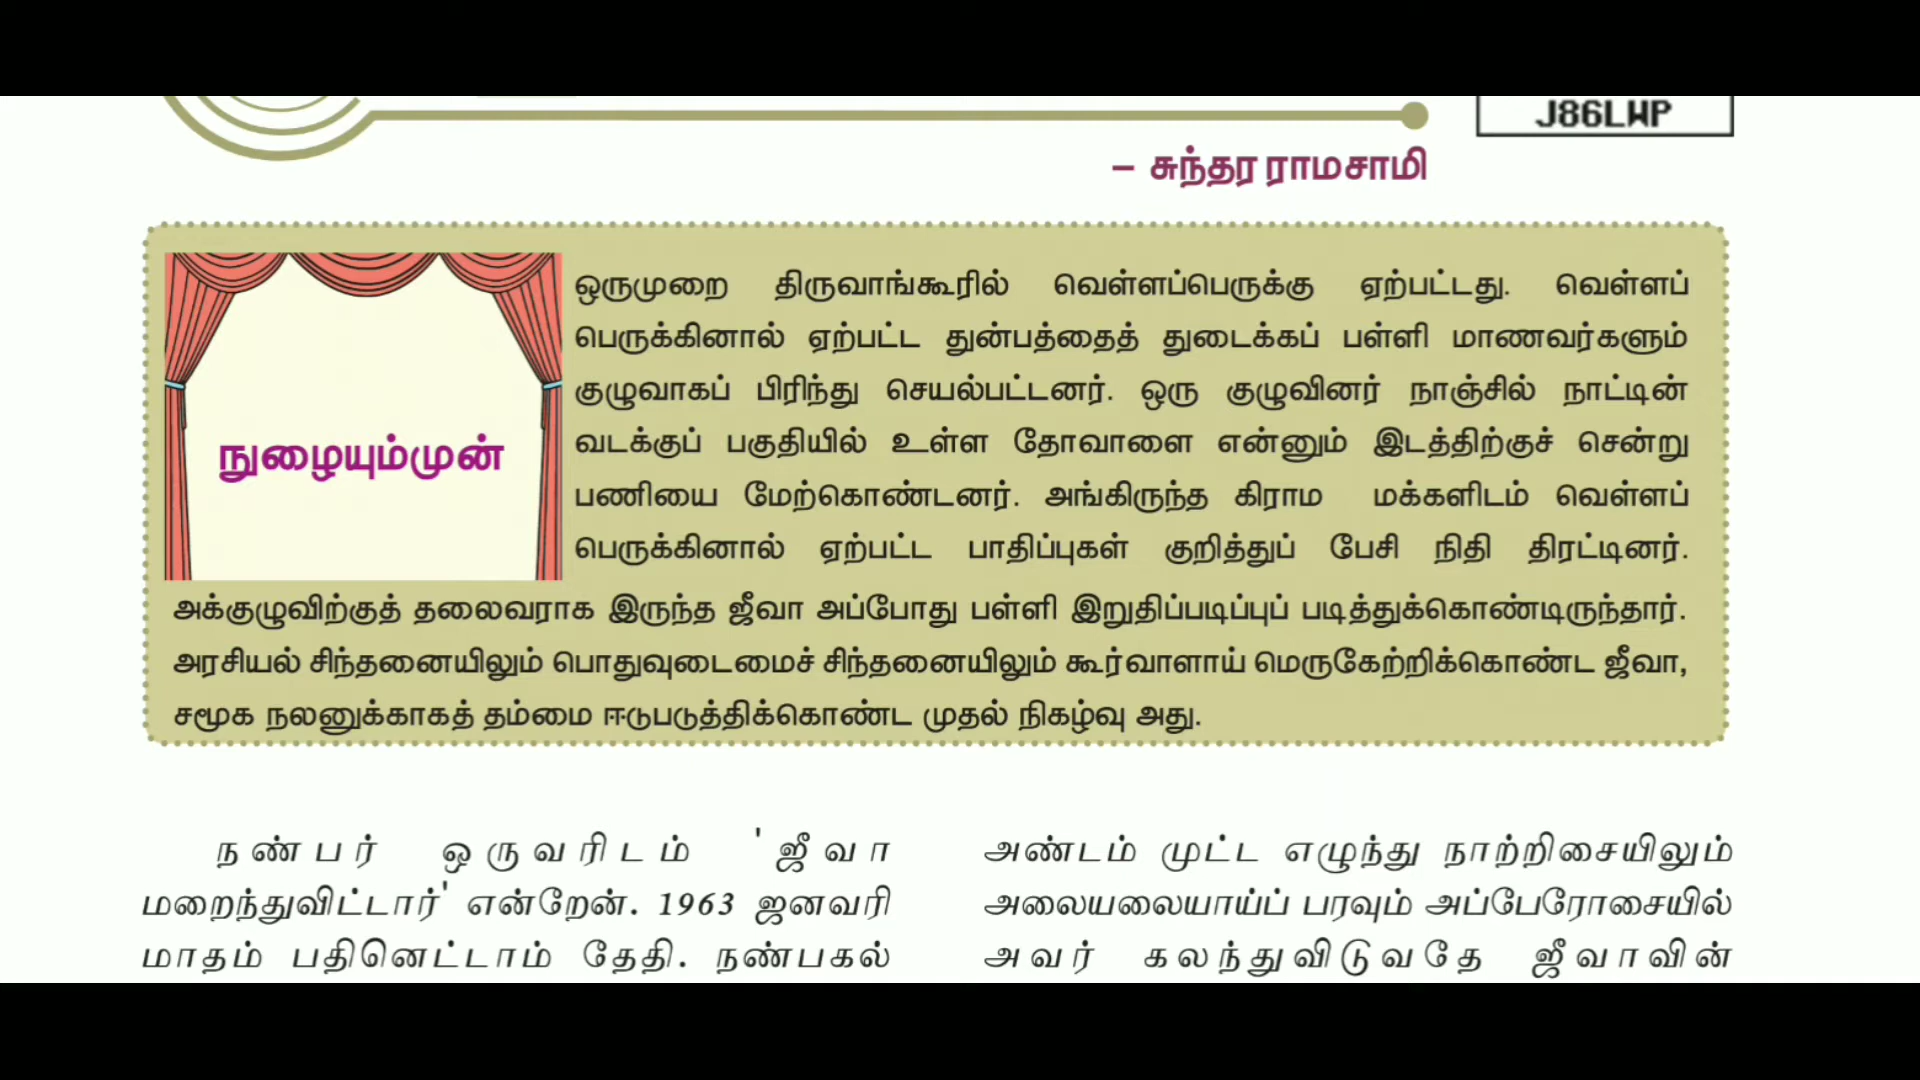 J86LWP
– சுந்தர ராமசாமி
நுழையும்முன்
ஒருமுறை திருவாங்கூரில் வெள்ளப்பெருக்கு ஏற்பட்டது. வெள்ளப்
பெருக்கினால் ஏற்பட்ட துன்பத்தைத் துடைக்கப் பள்ளி மாணவர்களும்
குழுவாகப் பிரிந்து செயல்பட்டனர். ஒரு குழுவினர் நாஞ்சில் நாட்டின்
வடக்குப் பகுதியில் உள்ள தோவாளை என்னும் இடத்திற்குச் சென்று
பணியை மேற்கொண்டனர். அங்கிருந்த கிராம மக்களிடம் வெள்ளப்
பெருக்கினால் ஏற்பட்ட பாதிப்புகள் குறித்துப் பேசி நிதி திரட்டினர்.
அக்குழுவிற்குத் தலைவராக இருந்த ஜீவா அப்போது பள்ளி இறுதிப்படிப்புப் படித்துக்கொண்டிருந்தார்.
அரசியல் சிந்தனையிலும் பொதுவுடைமைச் சிந்தனையிலும் கூர்வாளாய் மெருகேற்றிக்கொண்ட ஜீவா,
சமூக நலனுக்காகத் தம்மை ஈடுபடுத்திக்கொண்ட முதல் நிகழ்வு அது.
நண்பர் ஒருவரிடம் 'ஜீவா
மறைந்துவிட்டார்' என்றேன். 1963 ஜனவரி
மாதம் பதினெட்டாம் தேதி. நண்பகல்
அண்டம் முட்ட எழுந்து நாற்றிசையிலும்
அலையலையாய்ப் பரவும் அப்பேரோசையில்
அவர் கலந்துவிடுவதே ஜீவாவின்